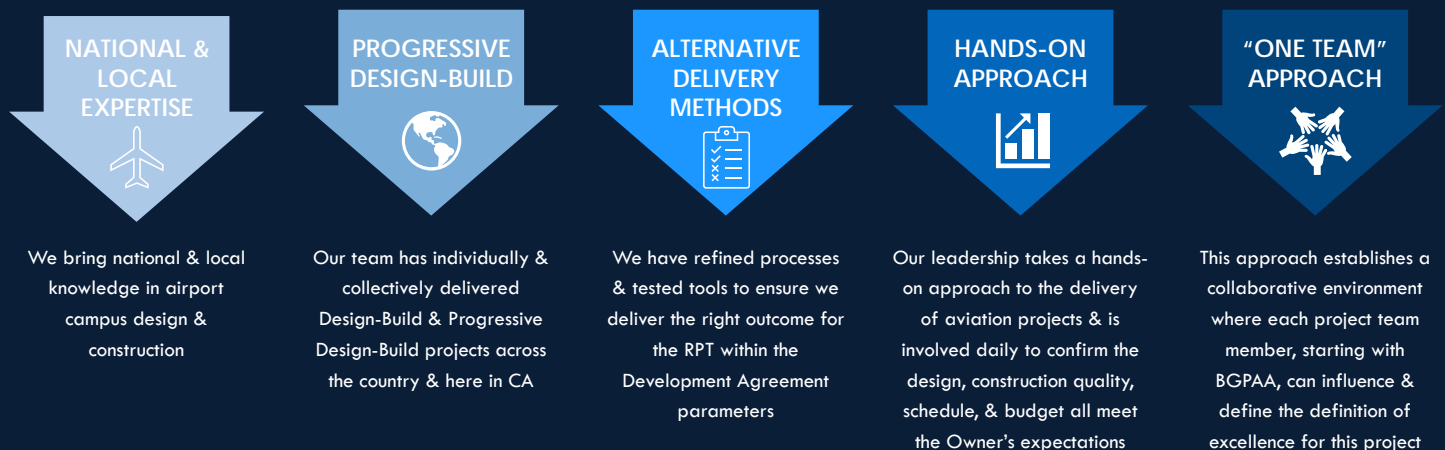 NATIONAL &
LOCAL
EXPERTISE
We bring national & local
knowledge in airport
campus design &
construction
PROGRESSIVE
DESIGN-BUILD
Our team has individually &
collectively delivered
Design-Build & Progressive
Design-Build projects across
the country & here in CA
ALTERNATIVE
DELIVERY
METHODS
We have refined processes
& tested tools to ensure we
deliver the right outcome for
the RPT within the
Development Agreement
parameters
HANDS-ON
APPROACH
Our leadership takes a hands-
on approach to the delivery
of aviation projects & is
involved daily to confirm the
design, construction quality,
schedule, & budget all meet
the Owner's expectations
“ONE TEAM”
APPROACH
This approach establishes a
collaborative environment
where each project team
member, starting with
BGPAA, can influence &
define the definition of
excellence for this project